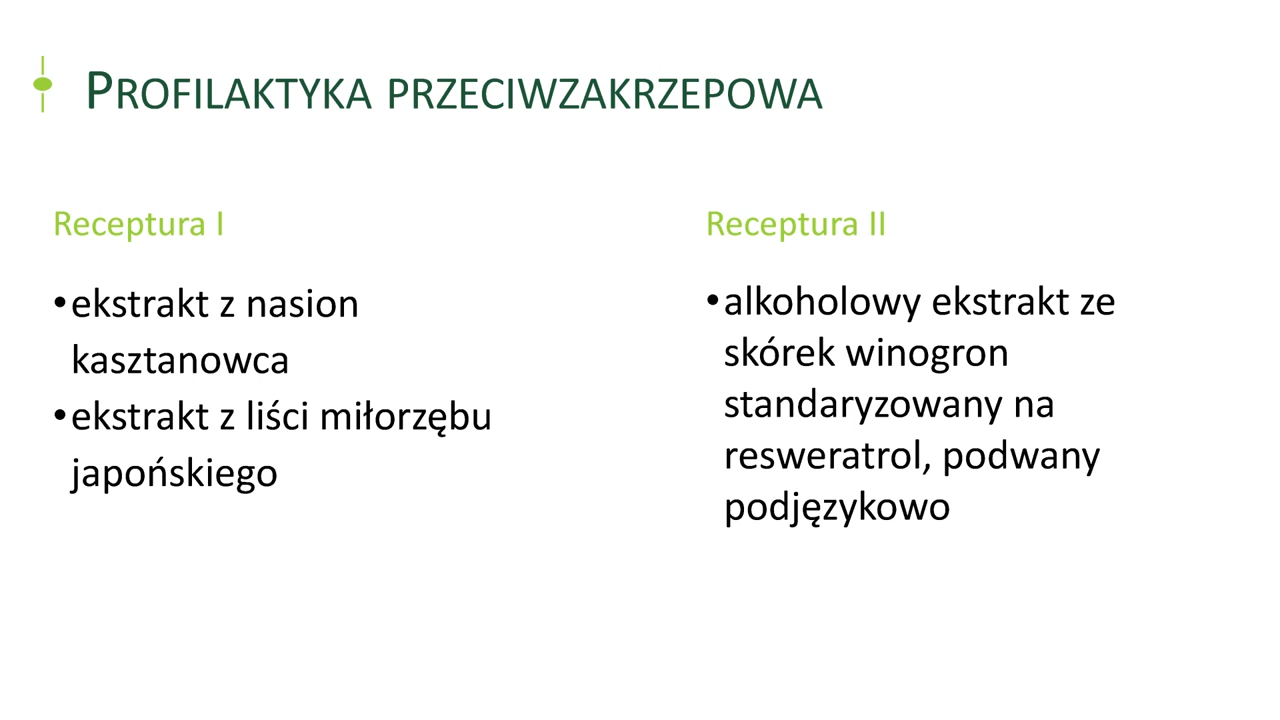 PROFILAKTYKA PRZECIWZAKRZEPOWA
Receptura I
•ekstrakt z nasion
kasztanowca
•ekstrakt z liści miłorzębu
japońskiego
Receptura II
•alkoholowy ekstrakt ze
skórek winogron
standaryzowany na
resweratrol, podwany
podjęzykowo